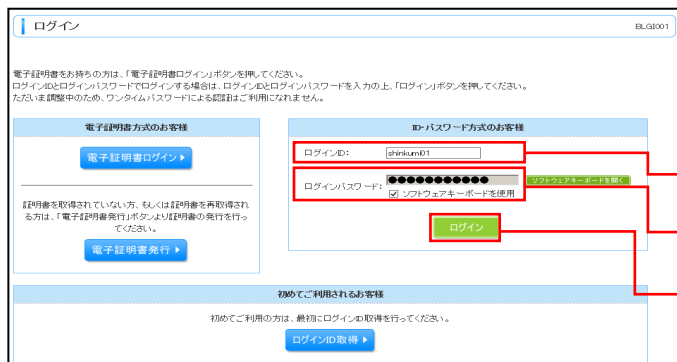 ログイン
BLGI001
電子証明書をお持ちの方は、「電子証明書ログイン」ボタンを押してください。
ログインIDとログインパスワードでログインする場合は、ログインIDとログインパスワードを入力の上、「ログイン」ボタンを押してください。
ただいま調整中のため、ワンタイムパスワードによる認証はご利用になれません。
電子証明書方式のお客様
電子証明書ログイン
証明書を取得されていない方、もしくは証明書を再取得され
る方は、「電子証明書発行」ボタンより証明書の発行を行っ
てください。
電子証明書発行
ID・パスワード方式のお客様
ログインID：
shinkumi01
ログインパスワード：
●●●●●●●●●●●
ソフトウェアキーボードを開く
ソフトウェアキーボードを使用
ログイン
初めてご利用されるお客様
初めてご利用の方は、最初にログインID取得を行ってください。
ログインID取得